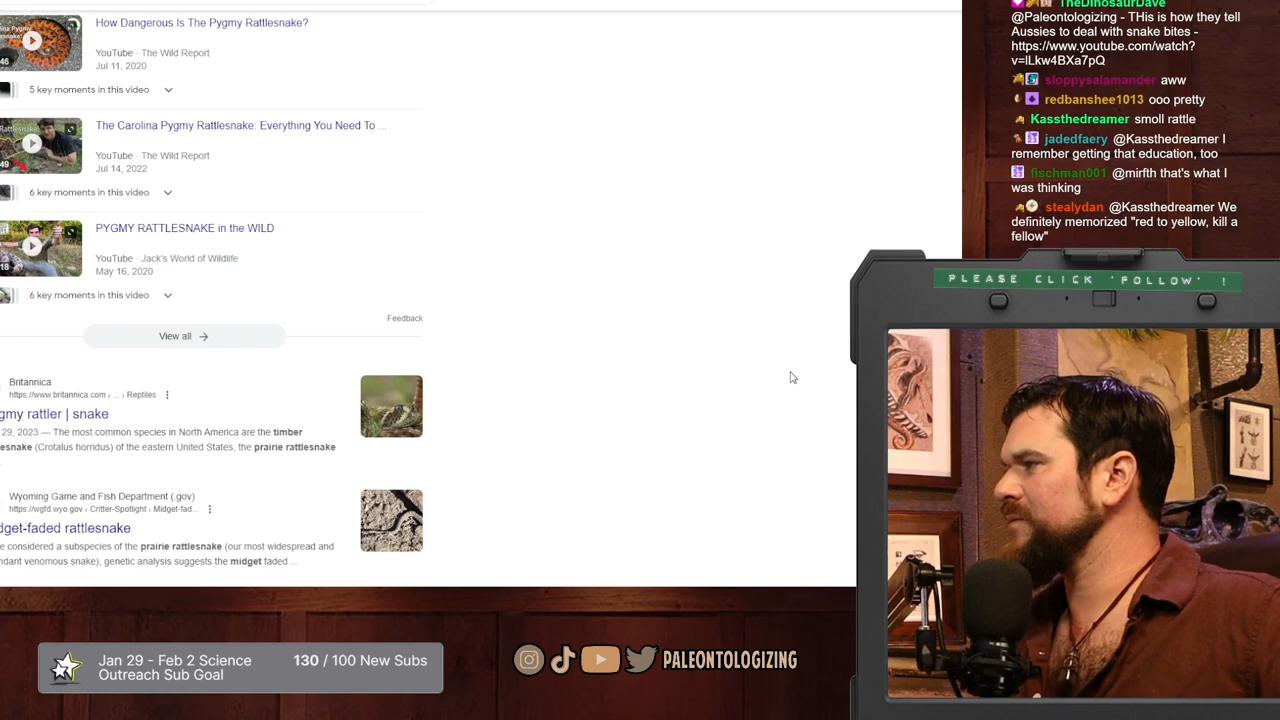 How Dangerous Is The Pygmy Rattlesnake?
YouTube · The Wild Report
Jul 11, 2020
5 key moments in this video
The Carolina Pygmy Rattlesnake: Everything You Need To ...
YouTube · The Wild Report
Jul 14, 2022
6 key moments in this video
PYGMY RATTLESNAKE in the WILD
YouTube · Jack's World of Wildlife
May 16, 2020
6 key moments in this video
Feedback
View all
Britannica
https://www.britannica.com › ... › Reptiles
gmy rattler | snake
29, 2023 — The most common species in North America are the timber
esnake (Crotalus horridus) of the eastern United States, the prairie rattlesnake
Wyoming Game and Fish Department (.gov)
https://wgfd.wyo.gov › Critter-Spotlight › Midget-fad...
dget-faded rattlesnake
e considered a subspecies of the prairie rattlesnake (our most widespread and
ndant venomous snake), genetic analysis suggests the midget faded ...
TheDinosaurDave
@Paleontologizing - THis is how they tell
Aussies to deal with snake bites -
https://www.youtube.com/watch?
v=lLkw4BXa7pQ
sloppysalamander aww
redbanshee1013 ooo pretty
Kassthedreamer smoll rattle
jadedfaery @Kassthedreamer I
remember getting that education, too
fischman001 @mirfth that's what I
was thinking
stealydan @Kassthedreamer We
definitely memorized "red to yellow, kill a
fellow"
PLEASE CLICK 'FOLLOW' !
Jan 29 - Feb 2 Science
Outreach Sub Goal
130 / 100 New Subs
PALEONTOLOGIZING